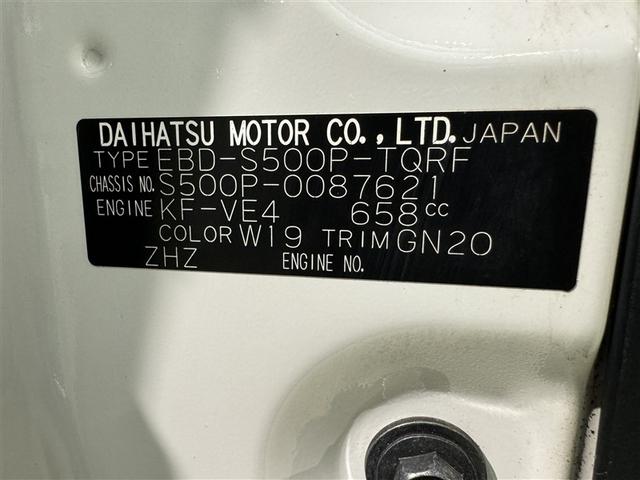 DAIHATSU MOTOR CO., LTD. JAPAN
TYPE EBD-S500P-TQRF
CHASSIS NO. S500P-0087621
ENGINE KF-VE4 658cc
COLOR W19 TRIM GN20
ZHZ ENGINE NO.